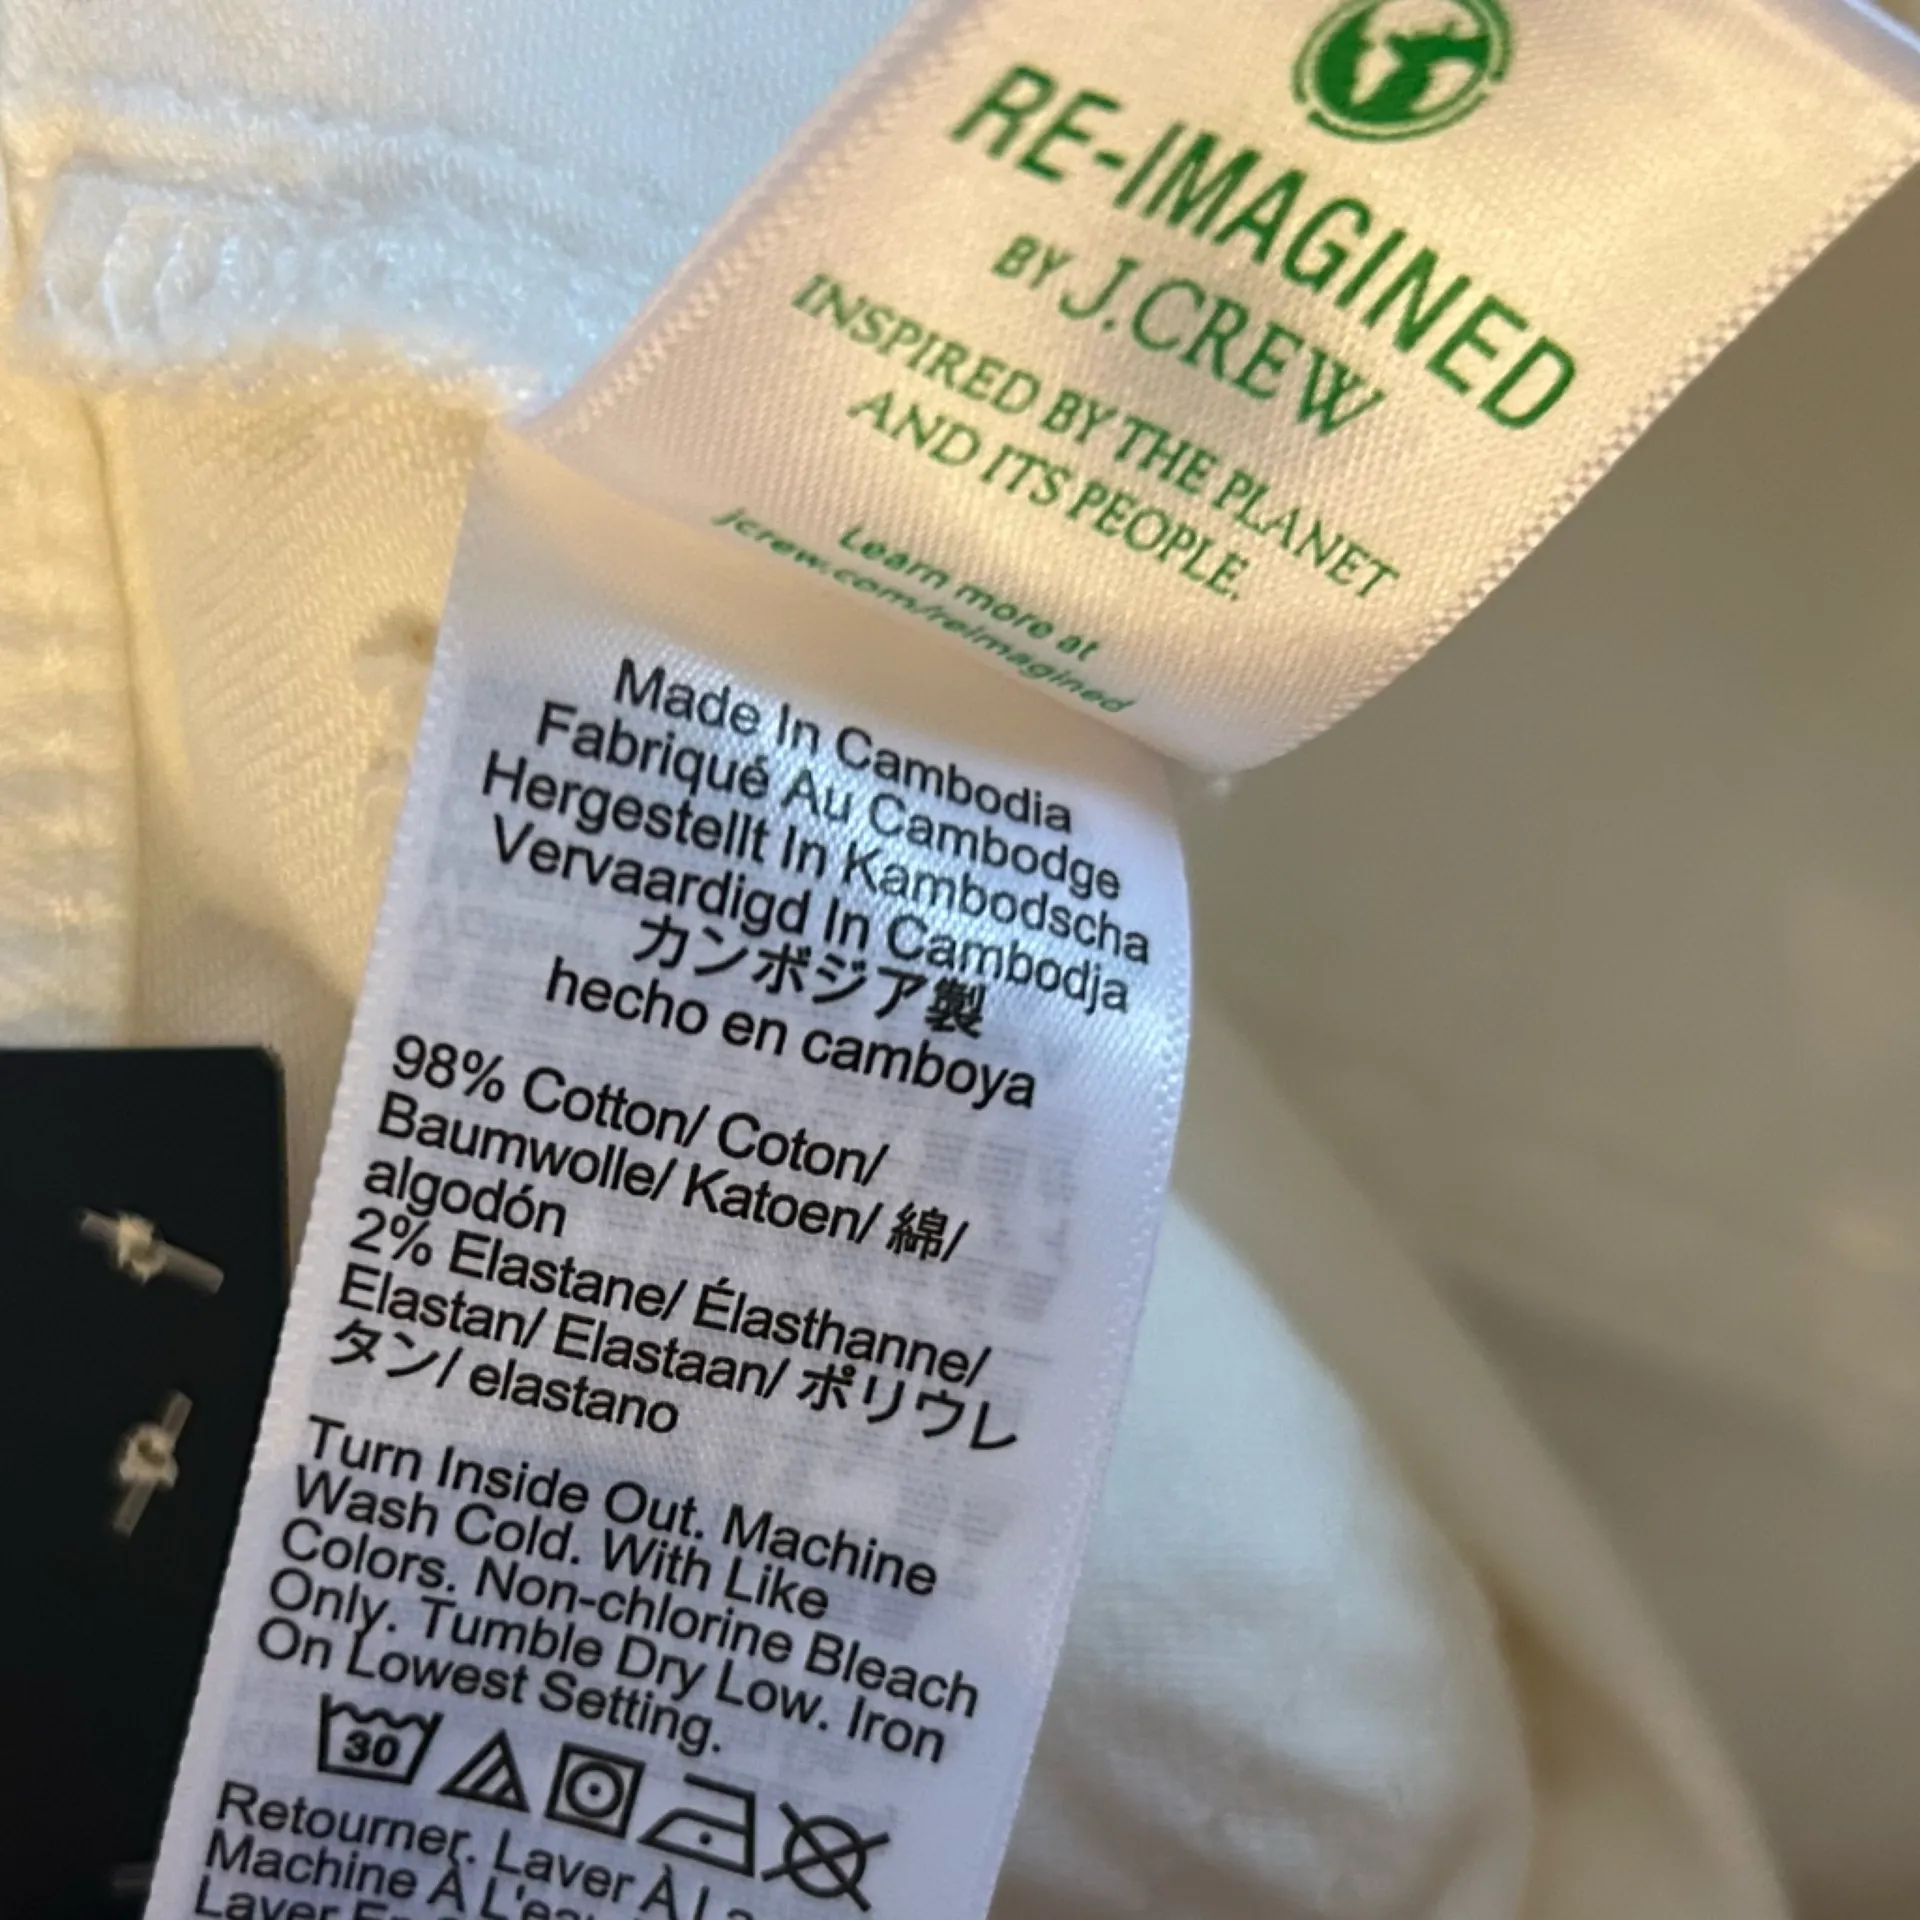 RE-IMAGINED
BY J.CREW
INSPIRED BY THE PLANET
AND ITS PEOPLE.
Learn more at
jcrew.com/reimagined
Made In Cambodia
Fabriqué Au Cambodge
Hergestellt In Kambodscha
Vervaardigd In Cambodja
カンボジア製
hecho en camboya
98% Cotton/ Coton/
Baumwolle/ Katoen/ 綿/
algodón
2% Elastane/ Élasthanne/
Elastan/ Elastaan/ ポリウレ
タン/ elastano
Turn Inside Out. Machine
Wash Cold. With Like
Colors. Non-chlorine Bleach
Only. Tumble Dry Low. Iron
On Lowest Setting.
30
Retourner. Laver À La
Machine À L'eau
Laver